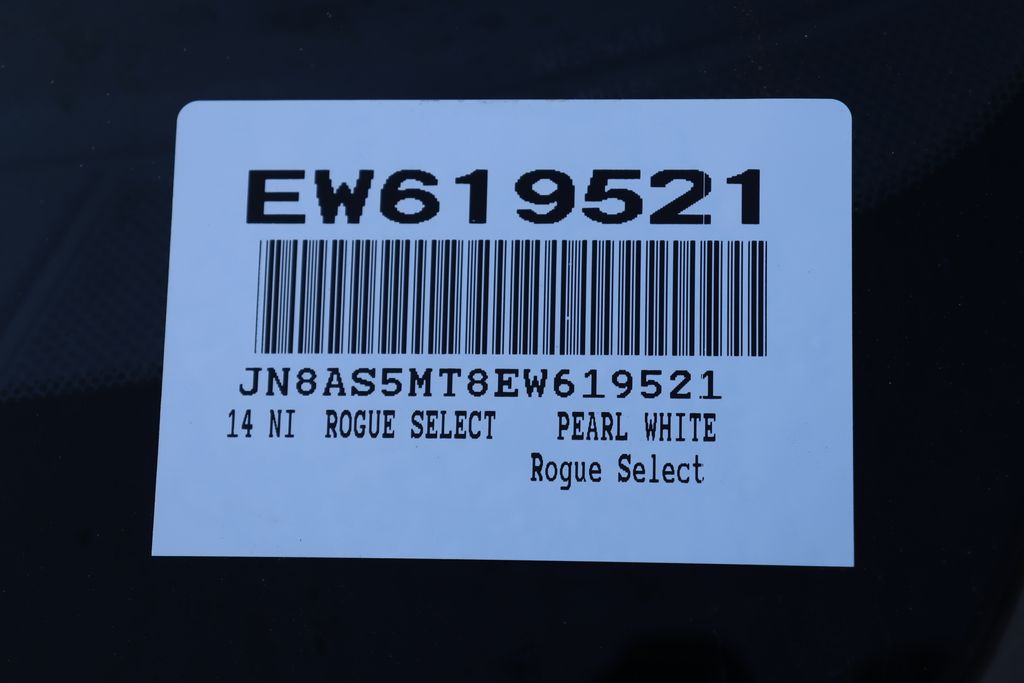 EW619521
JN8AS5MT8EW619521
14 NI ROGUE SELECT PEARL WHITE
Rogue Select